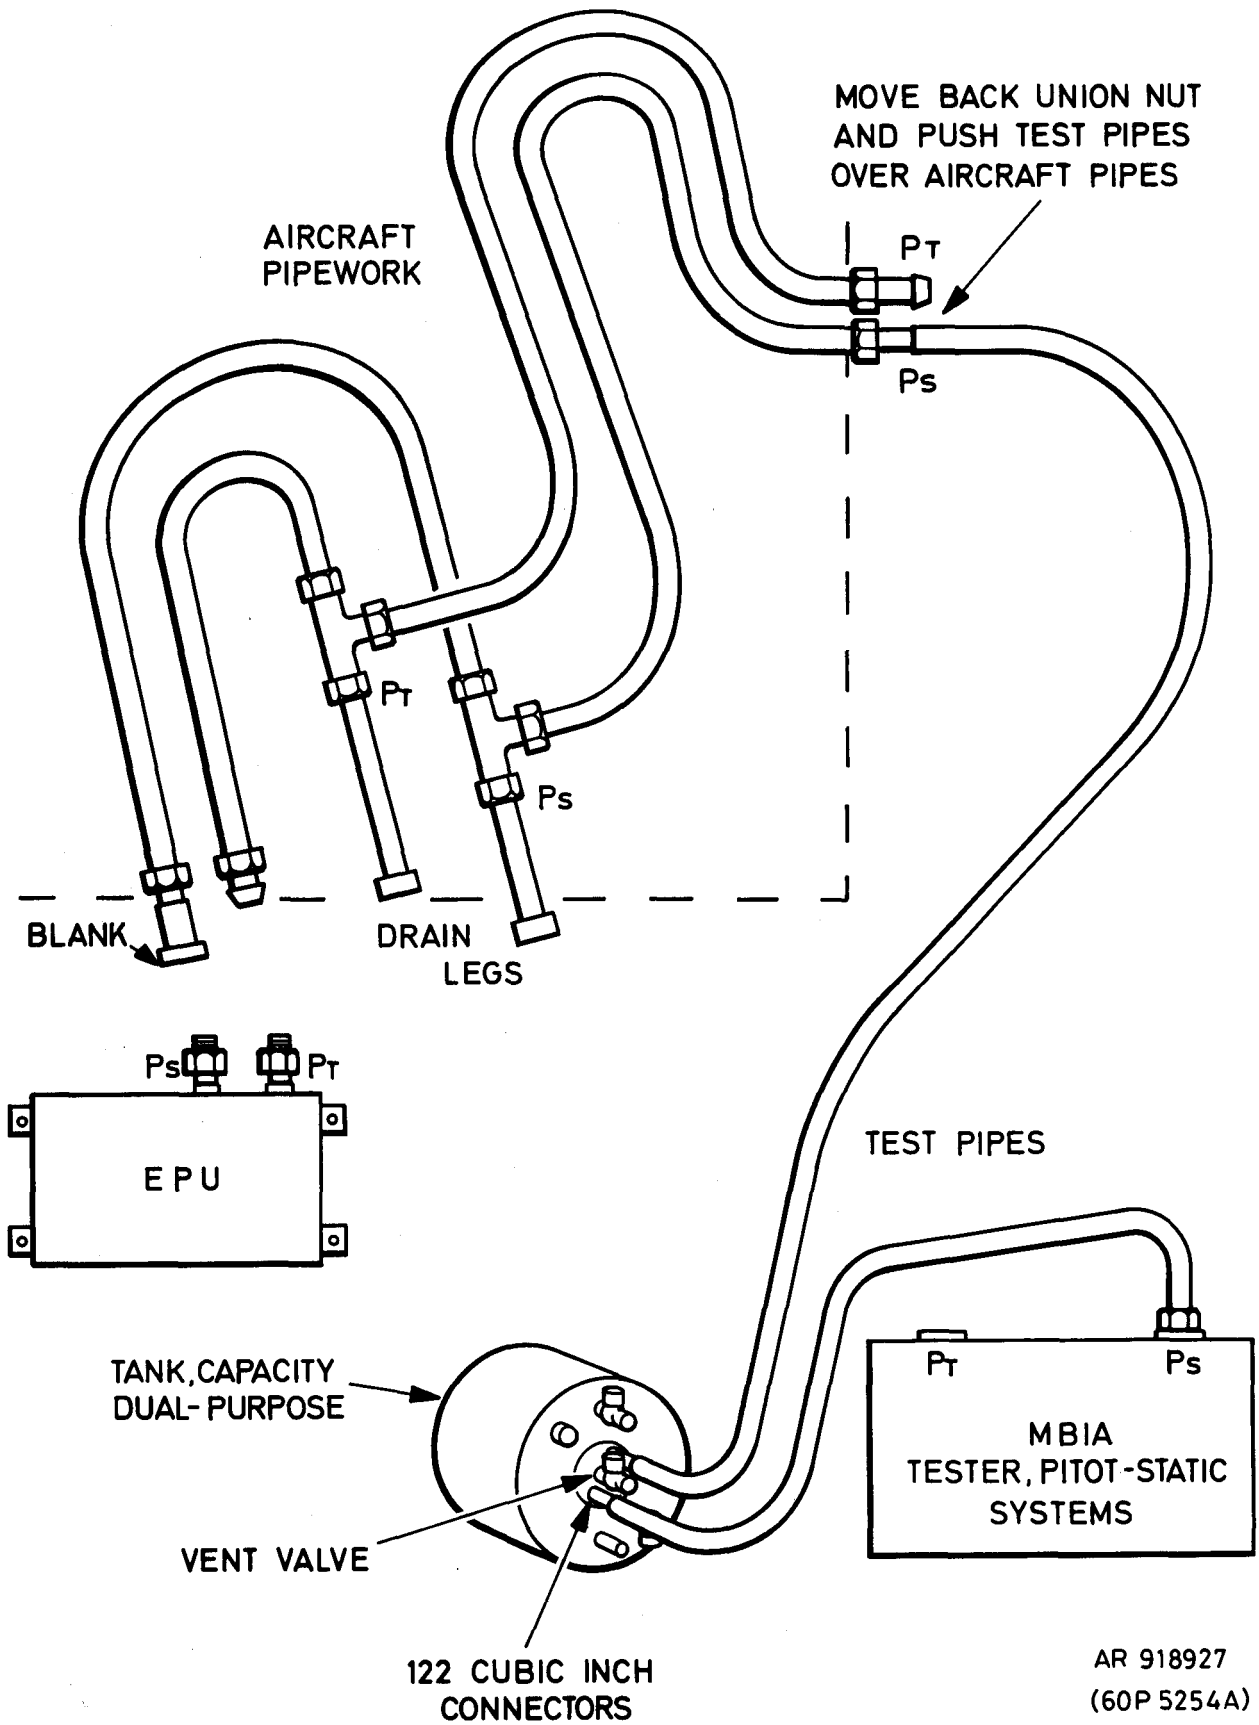 MOVE BACK UNION NUT
AND PUSH TEST PIPES
OVER AIRCRAFT PIPES
AIRCRAFT
PIPEWORK
PT
PS
PT
PS
BLANK
DRAIN
LEGS
PS
PT
EPU
TEST PIPES
TANK, CAPACITY
DUAL-PURPOSE
PT
PS
MBIA
TESTER, PITOT-STATIC
SYSTEMS
VENT VALVE
122 CUBIC INCH
CONNECTORS
AR 918927
(60P 5254A)